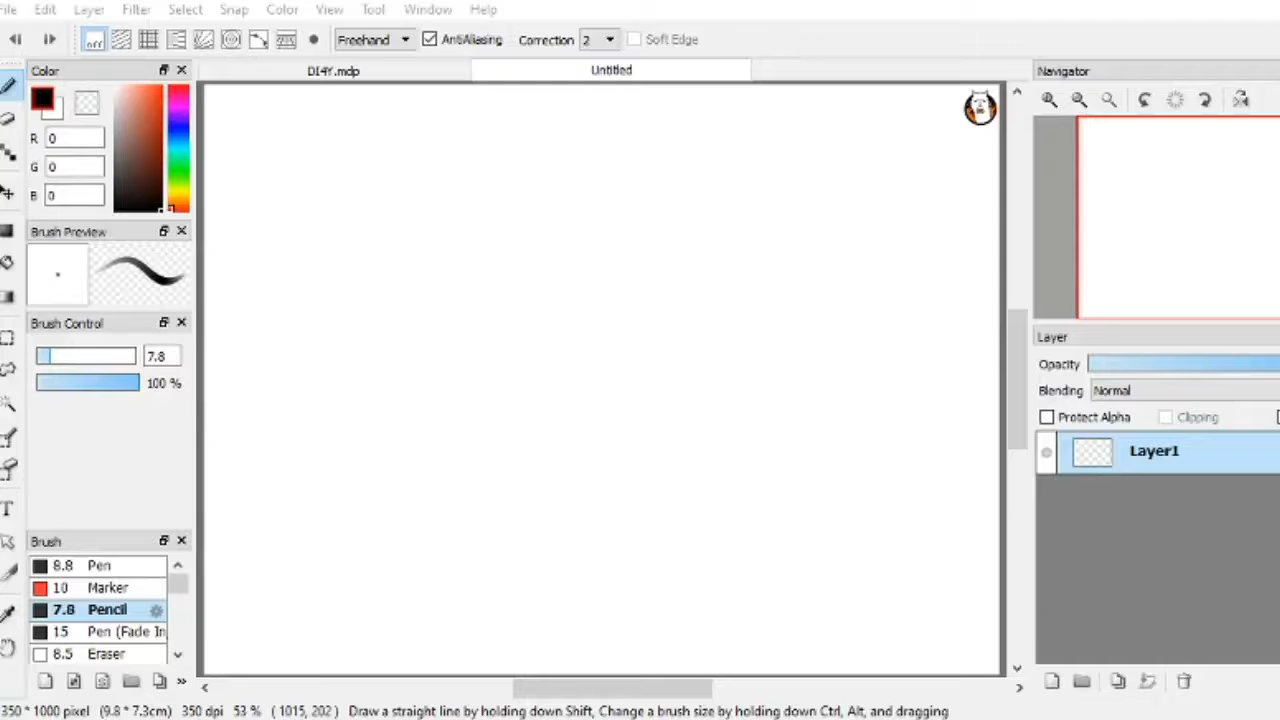 File Edit Layer Filter Select Snap Color View Tool Window Help
off Freehand AntiAliasing Correction 2 Soft Edge
Color DI4Y.mdp Untitled Navigator
R 0
G 0
B 0
Brush Preview
Brush Control
7.8
100 %
Layer
Opacity
Blending Normal
Protect Alpha Clipping
Layer1
Brush
8.8 Pen
10 Marker
7.8 Pencil
15 Pen (Fade In
8.5 Eraser
T
350 * 1000 pixel (9.8 * 7.3cm) 350 dpi 53 % ( 1015, 202 ) Draw a straight line by holding down Shift, Change a brush size by holding down Ctrl, Alt, and dragging